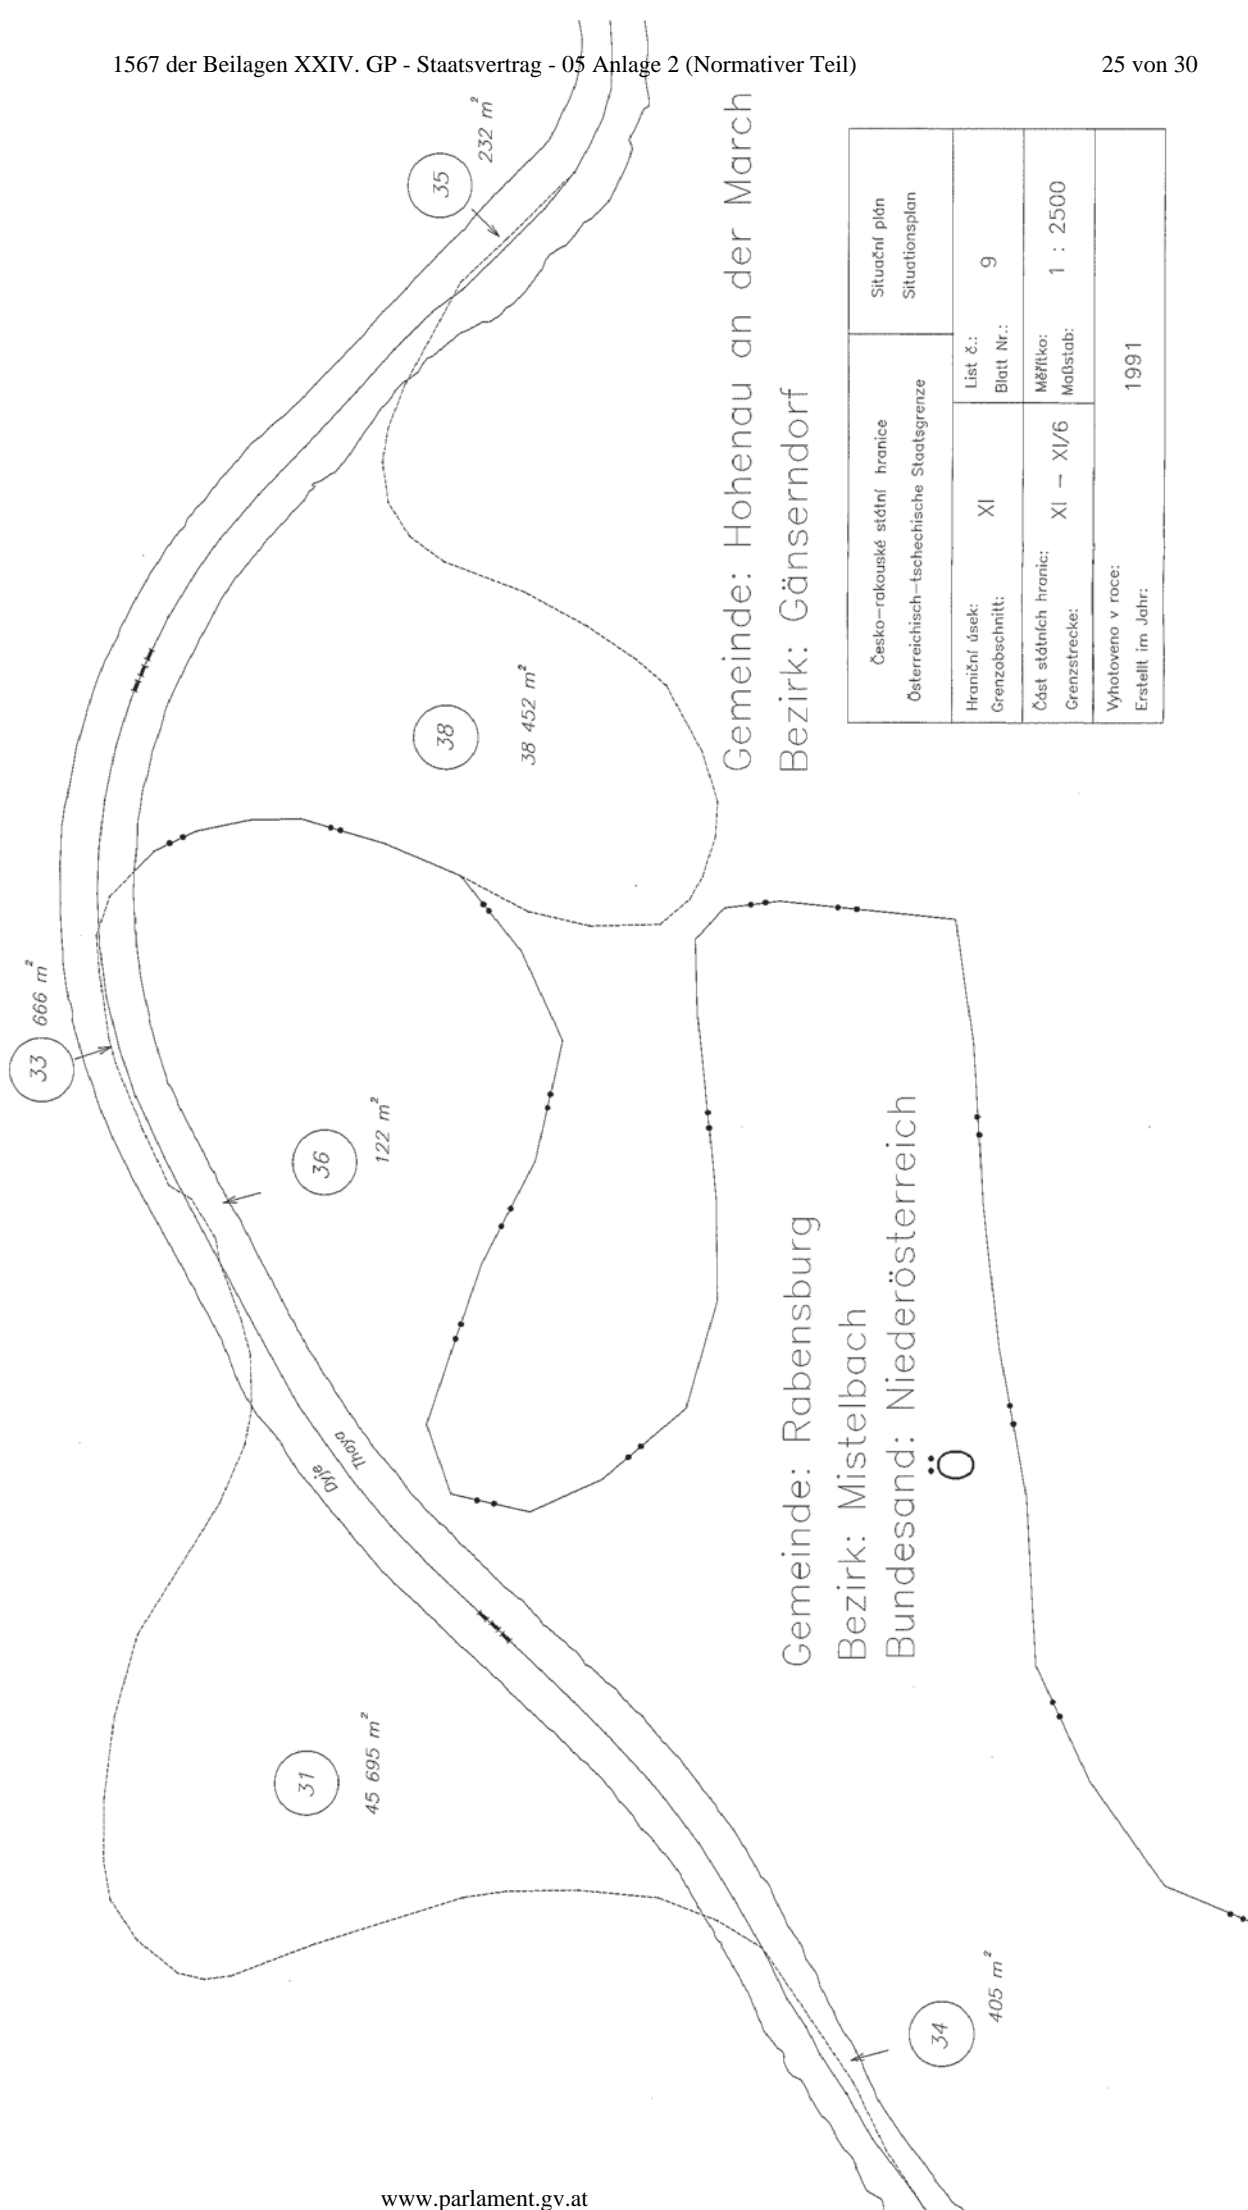 1567 der Beilagen XXIV. GP - Staatsvertrag - 05 Anlage 2 (Normativer Teil)
25 von 30
35
232 m²
38
38 452 m²
33
666 m²
36
122 m²
Dyje
Thaya
31
45 695 m²
34
405 m²
Gemeinde: Hohenau an der March
Bezirk: Gänserndorf
Gemeinde: Rabensburg
Bezirk: Mistelbach
Bundesand: Niederösterreich
Ö
Česko-rakouské státní hranice
Österreichisch-tschechische Staatsgrenze
Situační plán
Situationsplan
Hraniční úsek:
Grenzabschnitt:
XI
List č.:
Blatt Nr.:
9
Část státních hranic:
Grenzstrecke:
XI – XI/6
Měřítko:
Maßstab:
1 : 2500
Vyhotoveno v roce:
Erstellt im Jahr:
1991
www.parlament.gv.at